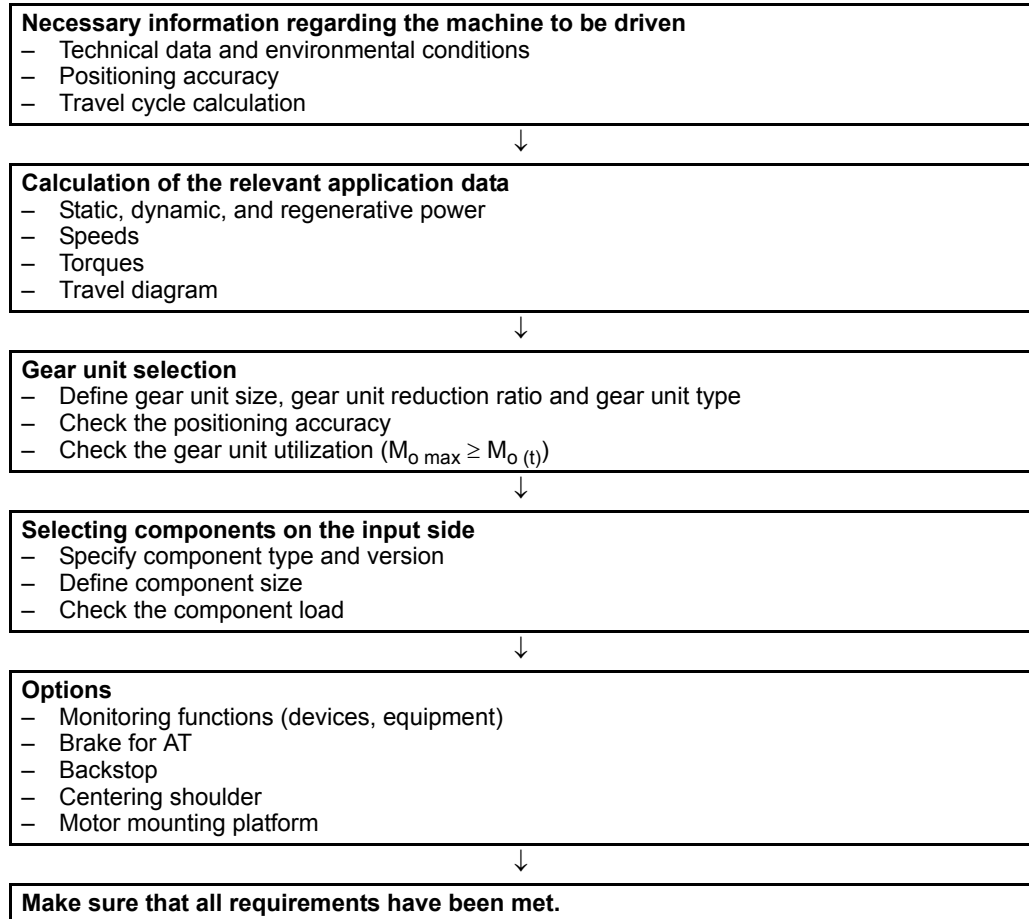 Necessary information regarding the machine to be driven
– Technical data and environmental conditions
– Positioning accuracy
– Travel cycle calculation
↓
Calculation of the relevant application data
– Static, dynamic, and regenerative power
– Speeds
– Torques
– Travel diagram
↓
Gear unit selection
– Define gear unit size, gear unit reduction ratio and gear unit type
– Check the positioning accuracy
– Check the gear unit utilization (Mo max ≥ Mo (t))
↓
Selecting components on the input side
– Specify component type and version
– Define component size
– Check the component load
↓
Options
– Monitoring functions (devices, equipment)
– Brake for AT
– Backstop
– Centering shoulder
– Motor mounting platform
↓
Make sure that all requirements have been met.